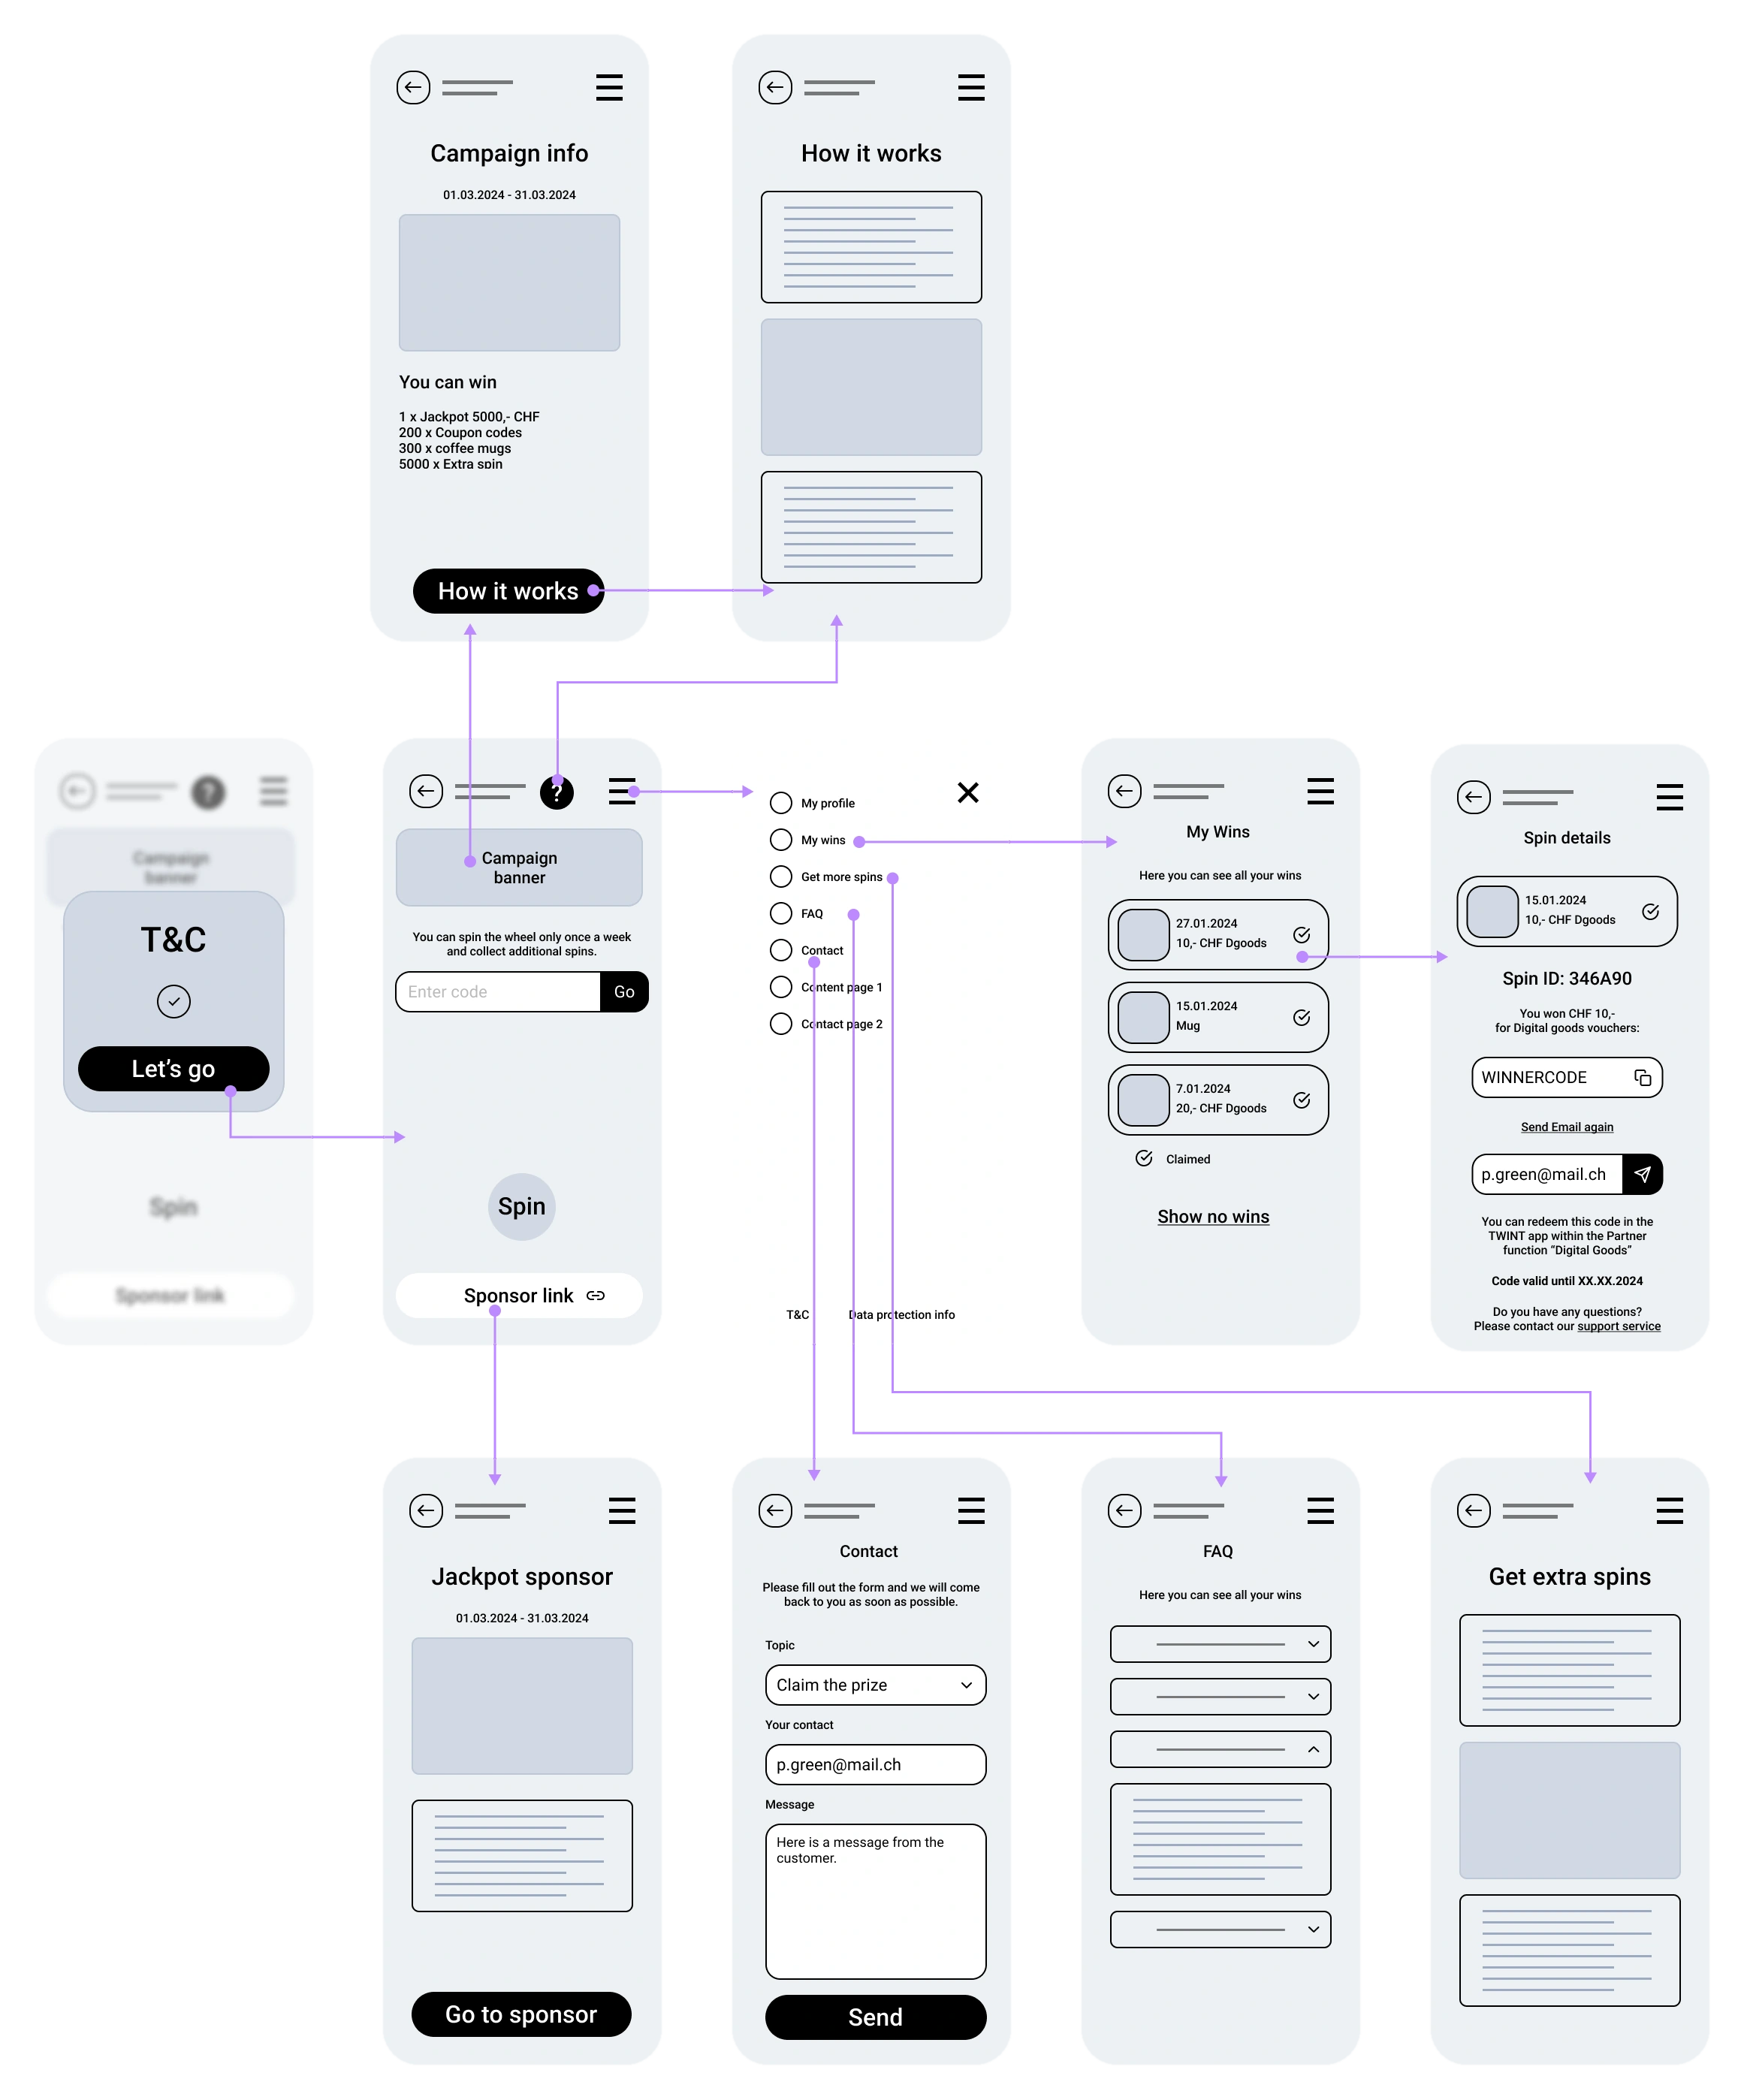 Campaign info
01.03.2024 - 31.03.2024
You can win
1 x Jackpot 5000,- CHF
200 x Coupon codes
300 x coffee mugs
5000 x Extra spin
How it works
How it works
?
Campaign
banner
T&C
Let's go
Spin
Sponsor link
?
Campaign
banner
You can spin the wheel only once a week
and collect additional spins.
Enter code
Go
Spin
Sponsor link
My profile
My wins
Get more spins
FAQ
Contact
Content page 1
Contact page 2
T&C
Data protection info
My Wins
Here you can see all your wins
27.01.2024
10,- CHF Dgoods
15.01.2024
Mug
7.01.2024
20,- CHF Dgoods
Claimed
Show no wins
Spin details
15.01.2024
10,- CHF Dgoods
Spin ID: 346A90
You won CHF 10,-
for Digital goods vouchers:
WINNERCODE
Send Email again
p.green@mail.ch
You can redeem this code in the
TWINT app within the Partner
function “Digital Goods”
Code valid until XX.XX.2024
Do you have any questions?
Please contact our support service
Jackpot sponsor
01.03.2024 - 31.03.2024
Go to sponsor
Contact
Please fill out the form and we will come
back to you as soon as possible.
Topic
Claim the prize
Your contact
p.green@mail.ch
Message
Here is a message from the
customer.
Send
FAQ
Here you can see all your wins
Get extra spins